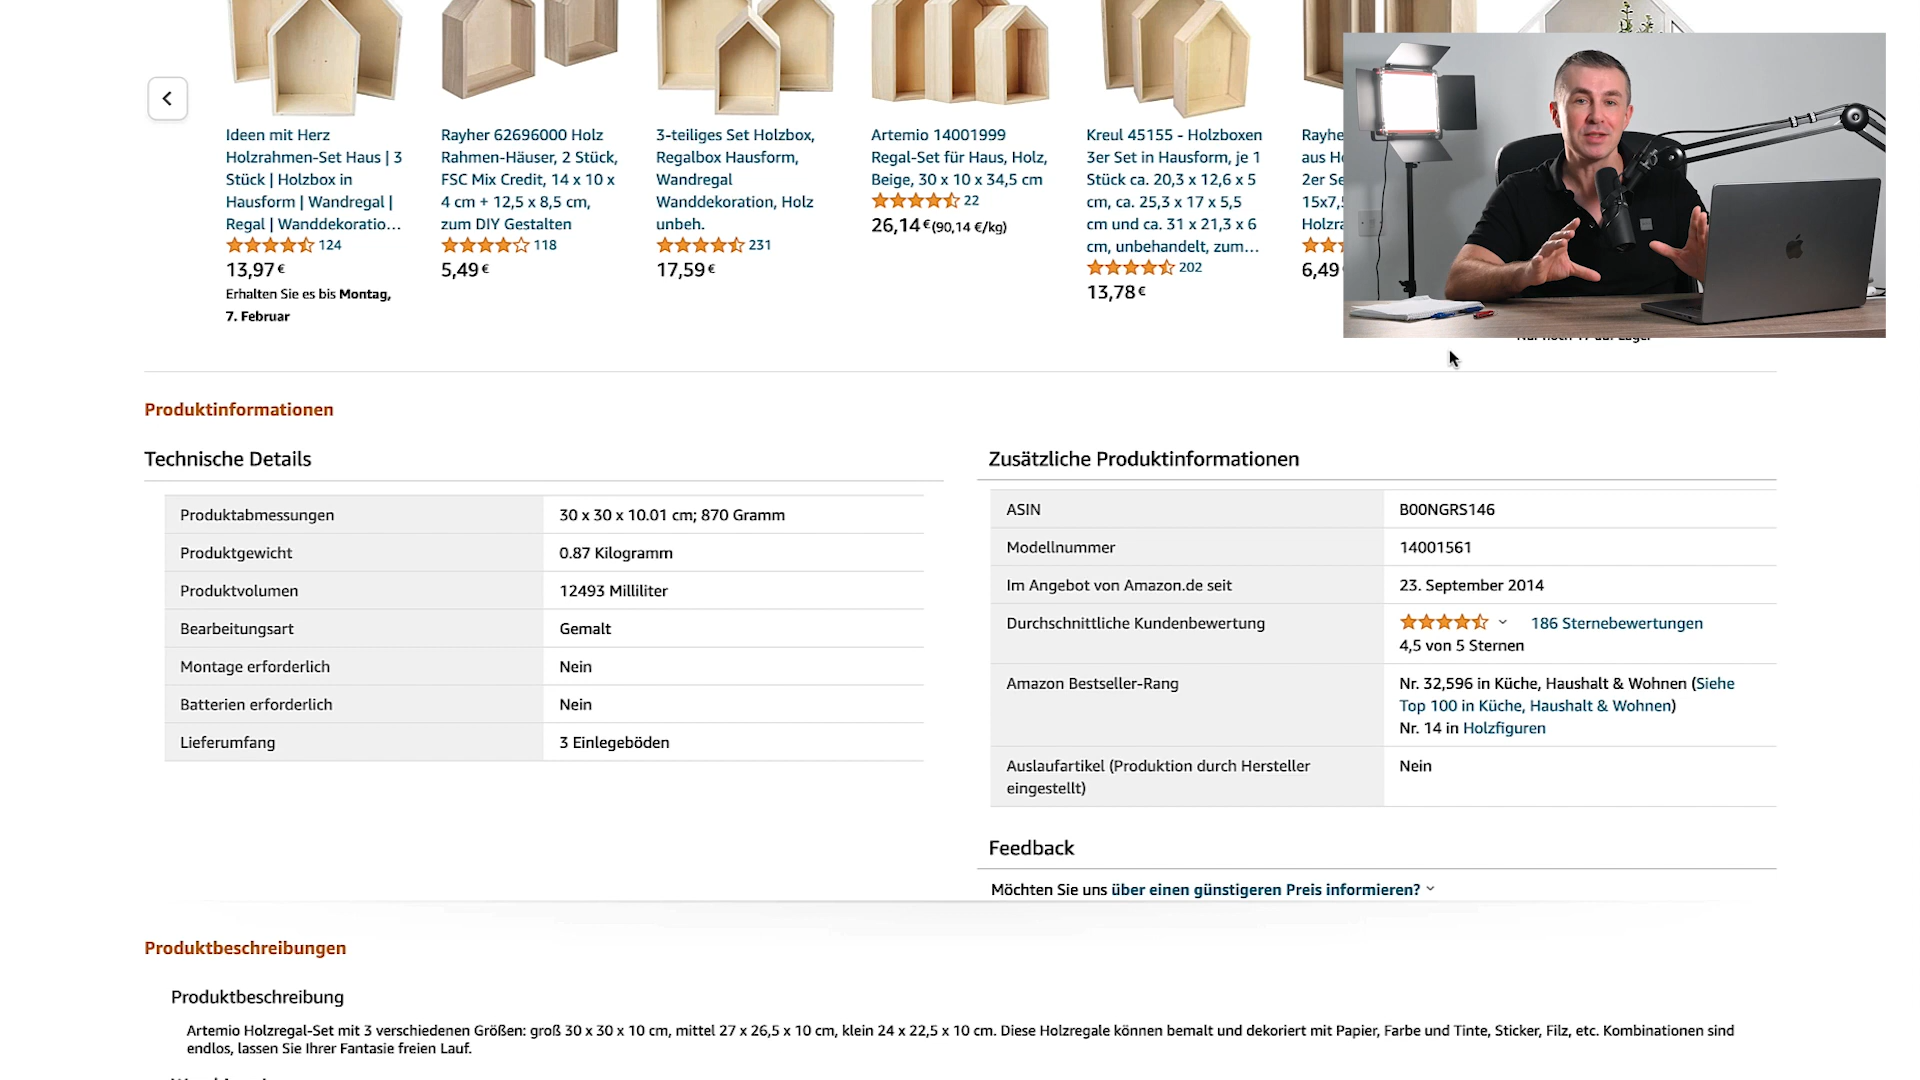 Ideen mit Herz
Holzrahmen-Set Haus | 3
Stück | Holzbox in
Hausform | Wandregal |
Regal | Wanddekoratio…
124
13,97 €
Erhalten Sie es bis Montag,
7. Februar
Rayher 62696000 Holz
Rahmen-Häuser, 2 Stück,
FSC Mix Credit, 14 x 10 x
4 cm + 12,5 x 8,5 cm,
zum DIY Gestalten
118
5,49 €
3-teiliges Set Holzbox,
Regalbox Hausform,
Wandregal
Wanddekoration, Holz
unbeh.
231
17,59 €
Artemio 14001999
Regal-Set für Haus, Holz,
Beige, 30 x 10 x 34,5 cm
22
26,14 € (90,14 €/kg)
Kreul 45155 - Holzboxen
3er Set in Hausform, je 1
Stück ca. 20,3 x 12,6 x 5
cm, ca. 25,3 x 17 x 5,5
cm und ca. 31 x 21,3 x 6
cm, unbehandelt, zum…
202
13,78 €
Rayhe
aus H
2er Se
15x7,
Holzra
6,49
Produktinformationen
Technische Details
Produktabmessungen 30 x 30 x 10.01 cm; 870 Gramm
Produktgewicht 0.87 Kilogramm
Produktvolumen 12493 Milliliter
Bearbeitungsart Gemalt
Montage erforderlich Nein
Batterien erforderlich Nein
Lieferumfang 3 Einlegeböden
Zusätzliche Produktinformationen
ASIN B00NGRS146
Modellnummer 14001561
Im Angebot von Amazon.de seit 23. September 2014
Durchschnittliche Kundenbewertung 186 Sternebewertungen
4,5 von 5 Sternen
Amazon Bestseller-Rang Nr. 32,596 in Küche, Haushalt & Wohnen (Siehe
Top 100 in Küche, Haushalt & Wohnen)
Nr. 14 in Holzfiguren
Auslaufartikel (Produktion durch Hersteller Nein
eingestellt)
Feedback
Möchten Sie uns über einen günstigeren Preis informieren?
Produktbeschreibungen
Produktbeschreibung
Artemio Holzregal-Set mit 3 verschiedenen Größen: groß 30 x 30 x 10 cm, mittel 27 x 26,5 x 10 cm, klein 24 x 22,5 x 10 cm. Diese Holzregale können bemalt und dekoriert mit Papier, Farbe und Tinte, Sticker, Filz, etc. Kombinationen sind
endlos, lassen Sie Ihrer Fantasie freien Lauf.